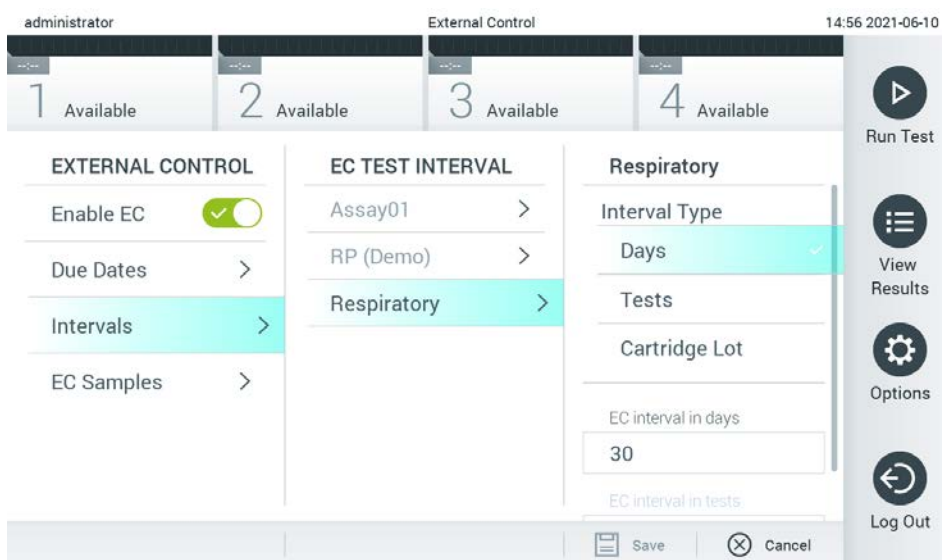 administrator
External Control
14:56 2021-06-10
--:--
--:--
--:--
--:--
1 Available
2 Available
3 Available
4 Available
Run Test
EXTERNAL CONTROL
Enable EC
Due Dates
Intervals
EC Samples
EC TEST INTERVAL
Assay01
RP (Demo)
Respiratory
Respiratory
Interval Type
Days
Tests
Cartridge Lot
EC interval in days
30
EC interval in tests
View
Results
Options
Log Out
Save
Cancel